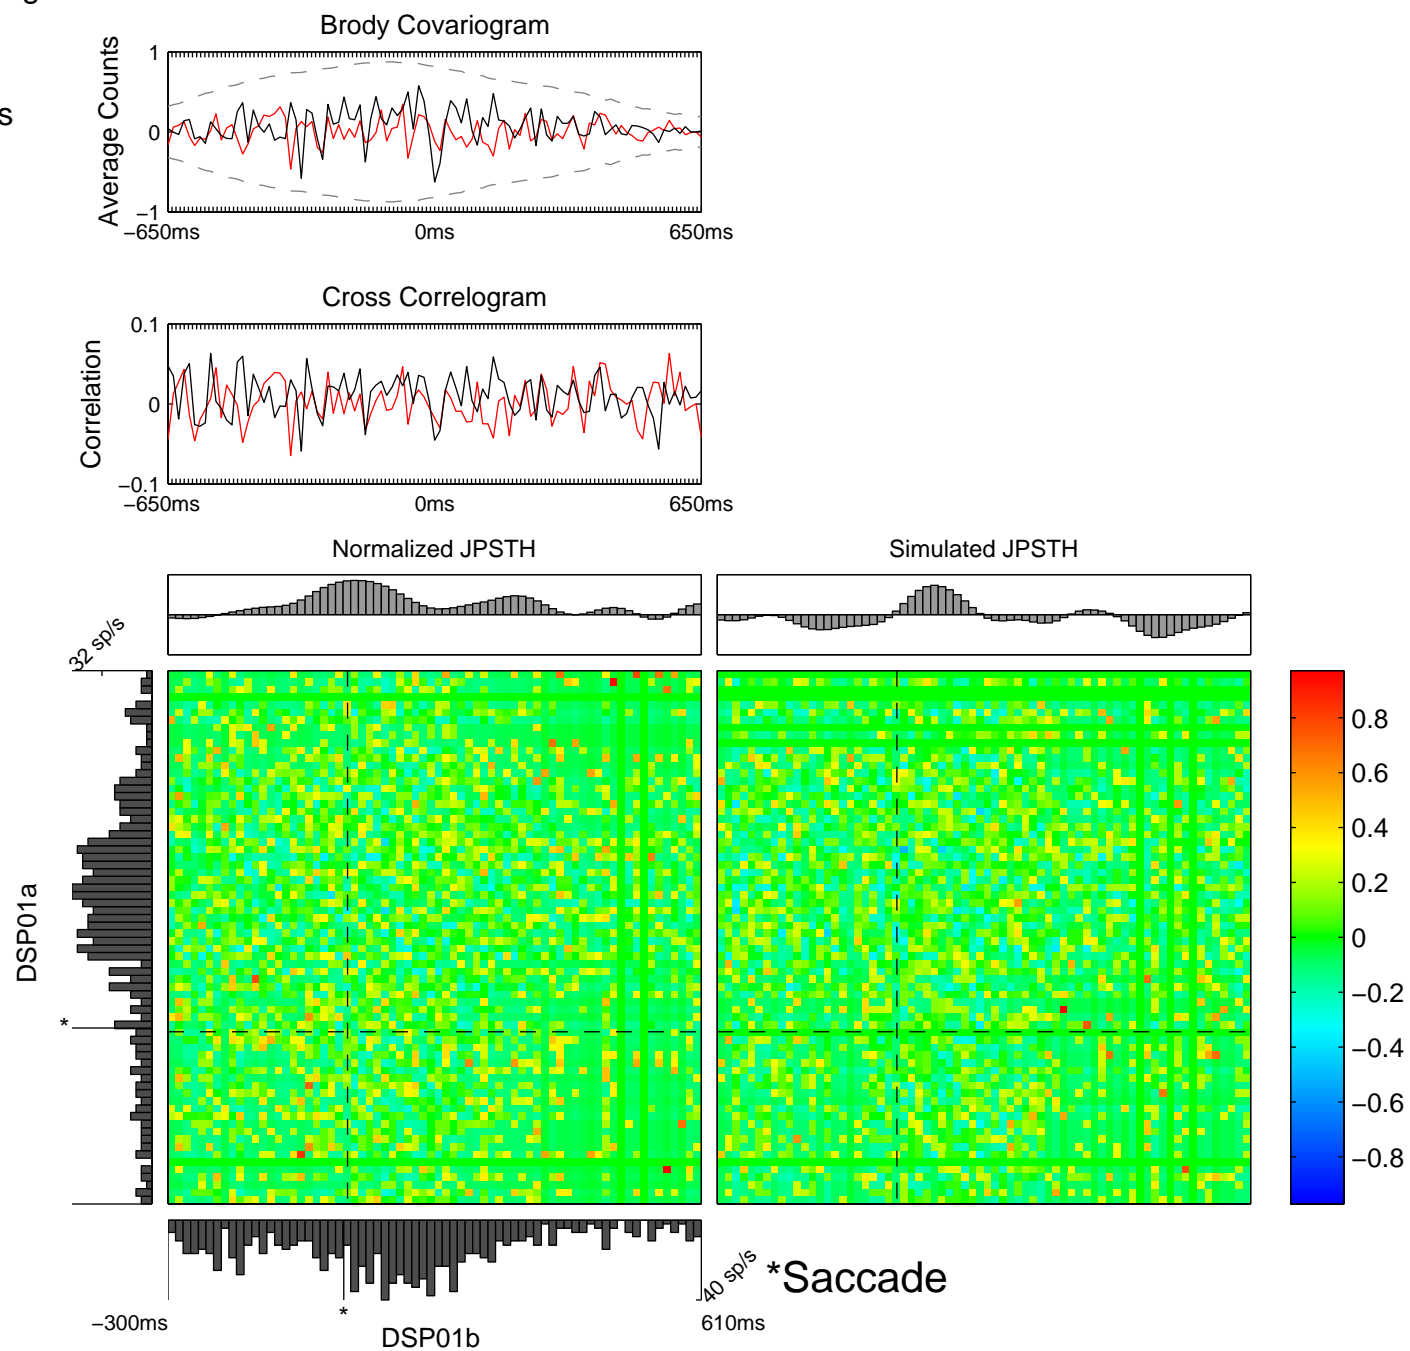 g
Brody Covariogram
s
Average Counts
1
0
−1
−650ms
0ms
650ms
Cross Correlogram
Correlation
0.1
0
−0.1
−650ms
0ms
650ms
Normalized JPSTH
Simulated JPSTH
32 sp/s
DSP01a
*
0.8
0.6
0.4
0.2
0
−0.2
−0.4
−0.6
−0.8
40 sp/s
*Saccade
*
−300ms
610ms
DSP01b